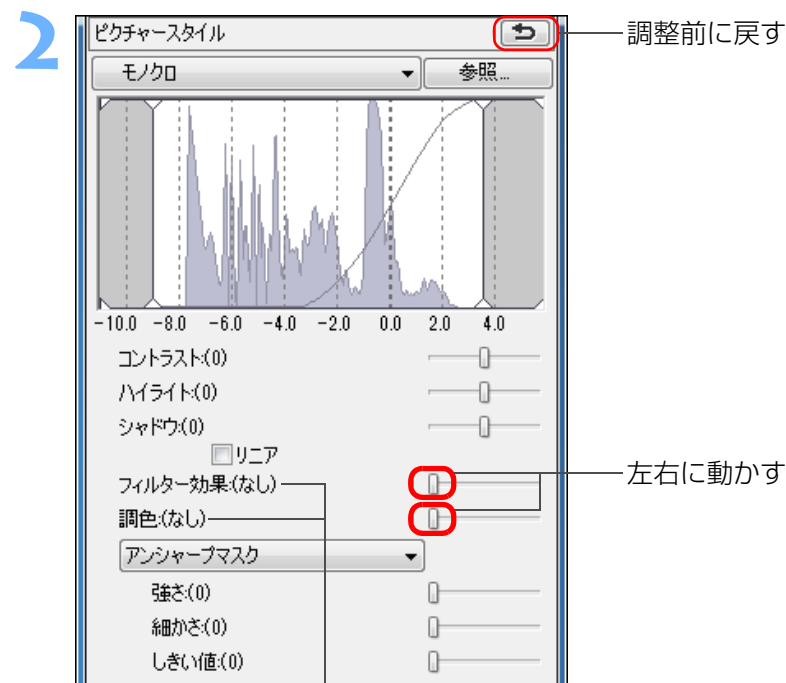 2
ピクチャースタイル
調整前に戻す
モノクロ 参照...
-10.0 -8.0 -6.0 -4.0 -2.0 0.0 2.0 4.0
コントラスト:(0)
ハイライト:(0)
シャドウ:(0)
リニア
フィルター効果:(なし)
左右に動かす
調色:(なし)
アンシャープマスク
強さ:(0)
細かさ:(0)
しきい値:(0)